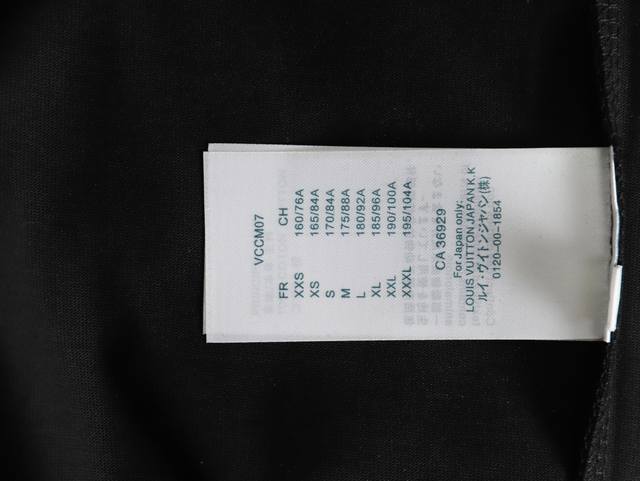 VCCM07
FR CH
XXS 160/76A
XS 165/84A
S 170/84A
M 175/88A
L 180/92A
XL 185/96A
XXL 190/100A
XXXL 195/104A
CA 36929
For Japan only:
LOUIS VUITTON JAPAN K.K
ルイ・ヴィトンジャパン(株)
0120-00-1854